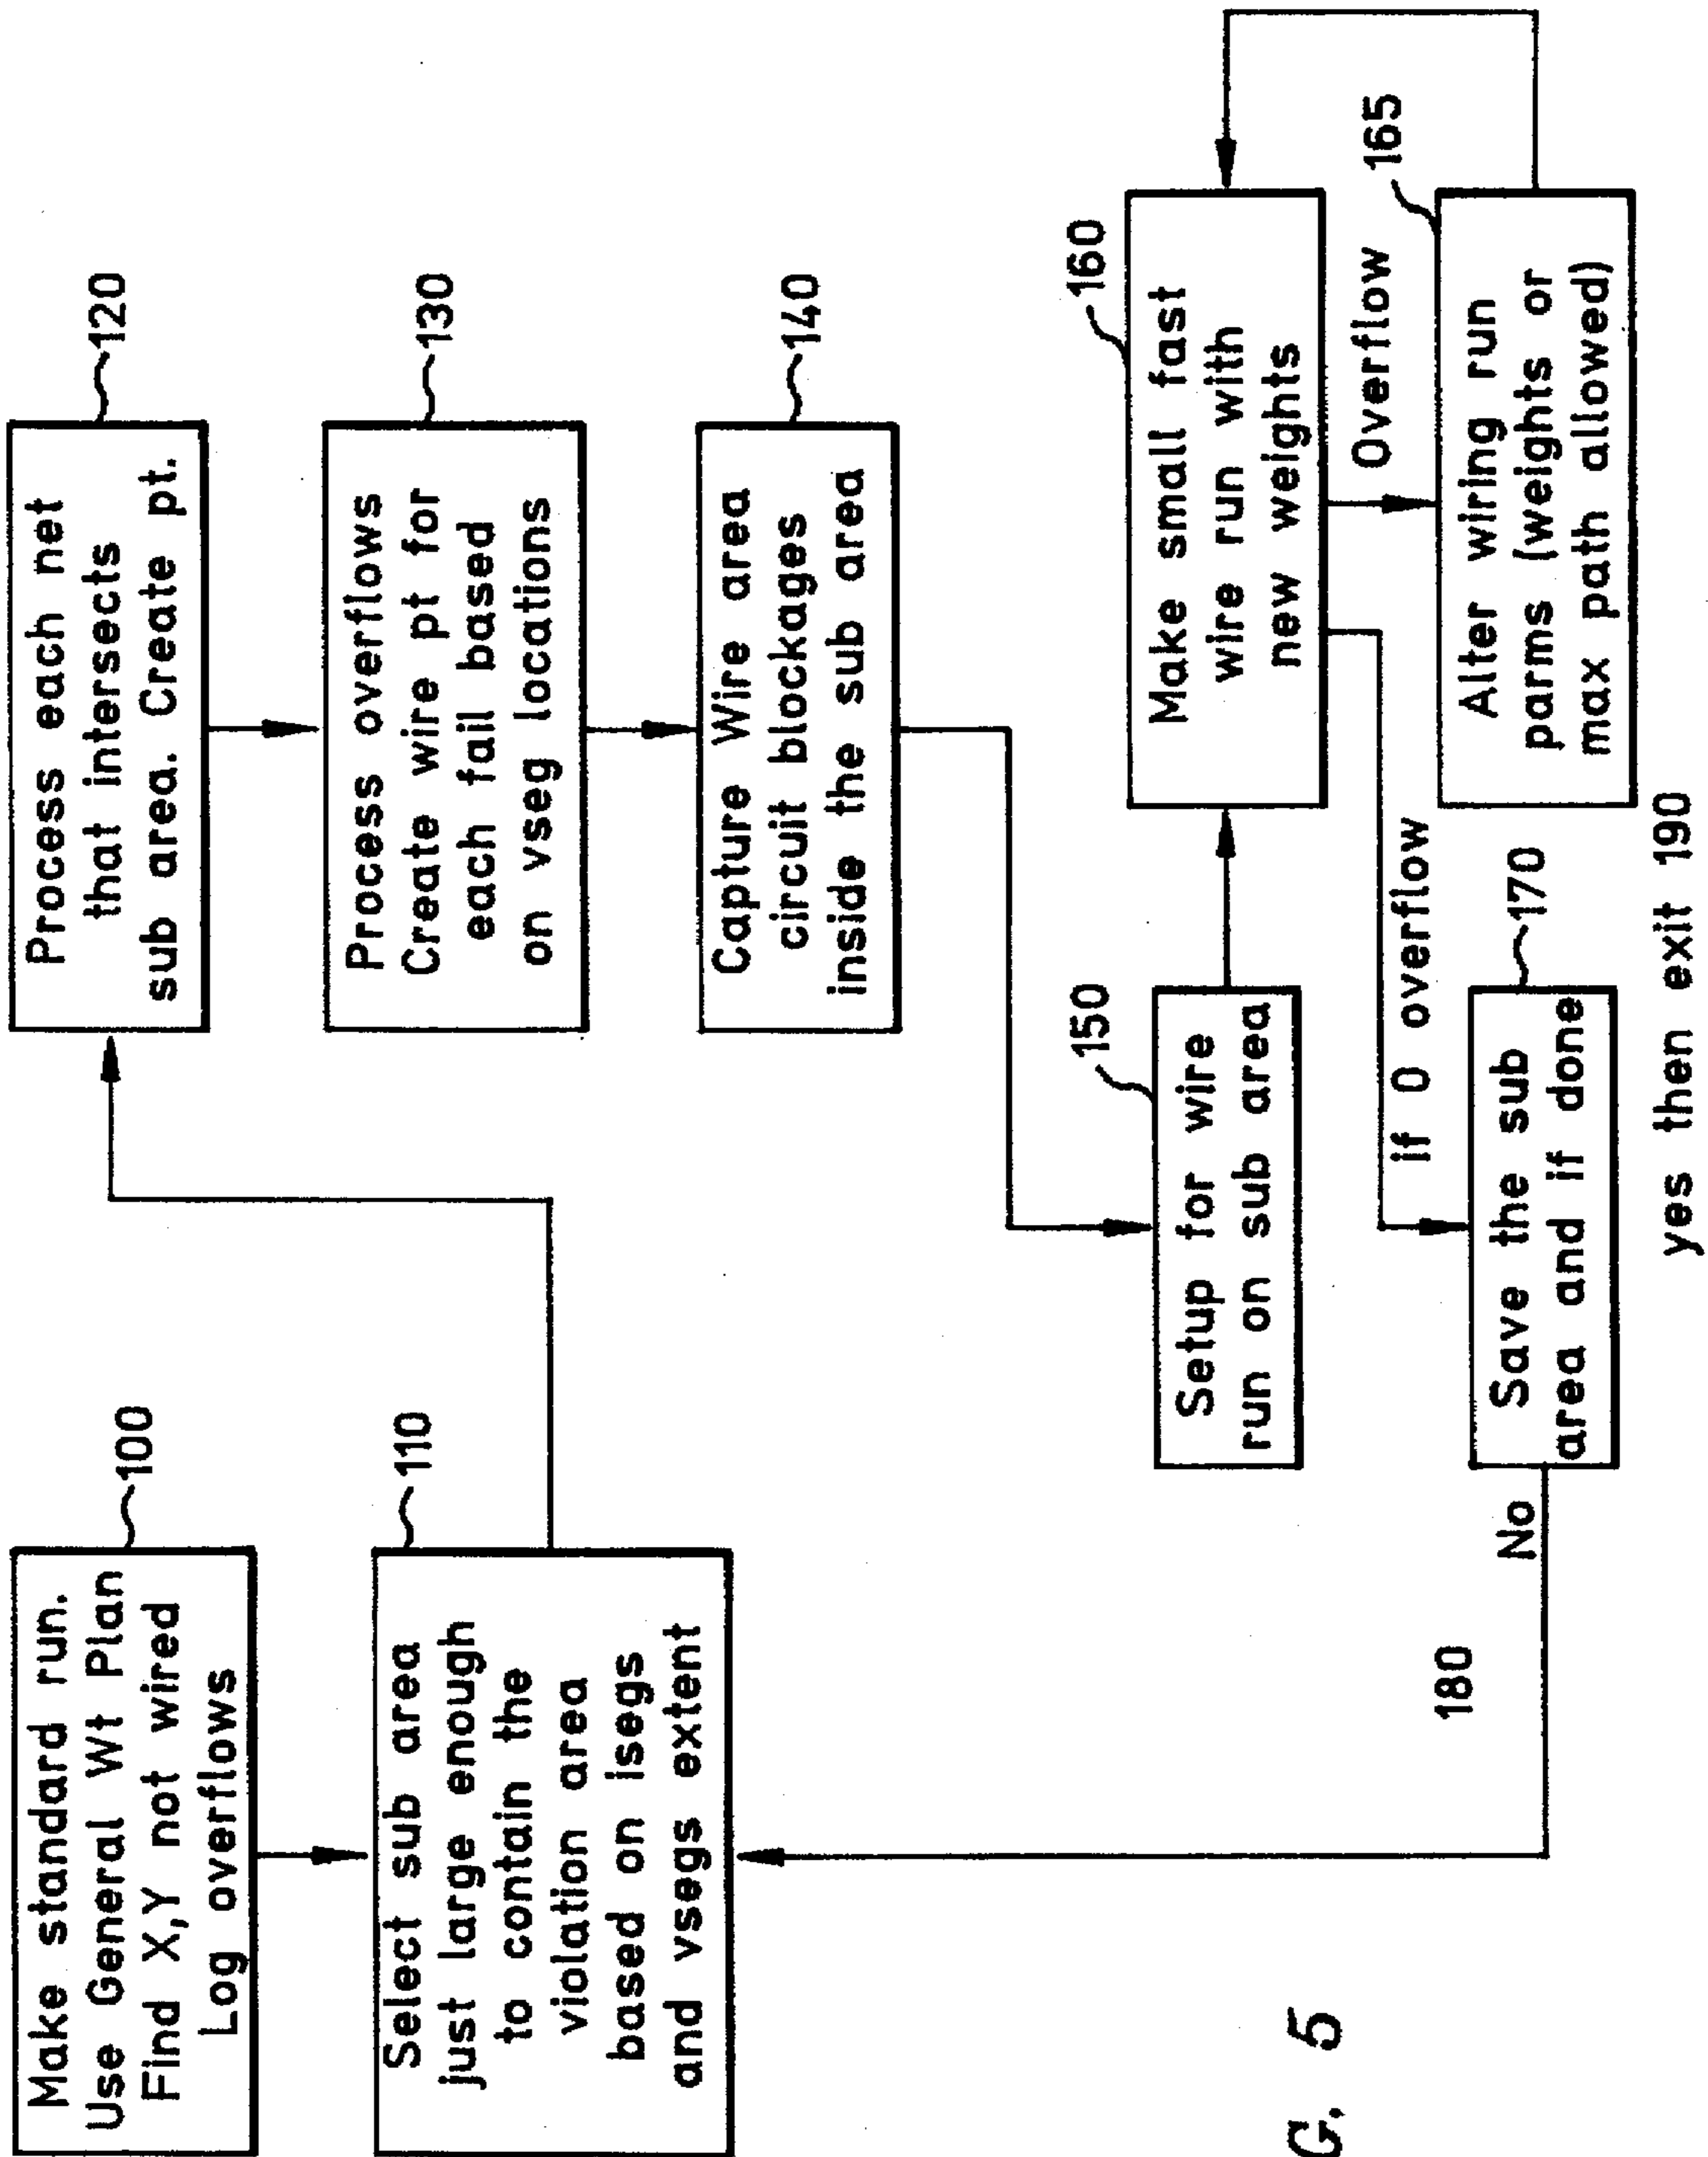 Make standard run.
Use General Wt Plan
Find X,Y not wired
Log overflows
100
Select sub area
just large enough
to contain the
violation area
based on isegs
and vsegs extent
110
Process each net
that intersects
sub area. Create pt.
120
Process overflows
Create wire pt for
each fail based
on vseg locations
130
Capture Wire area
circuit blockages
inside the sub area
140
Setup for wire
run on sub area
150
Make small fast
wire run with
new weights
160
Overflow
Alter wiring run
parms (weights or
max path allowed)
165
if 0 overflow
Save the sub
area and if done
170
No
180
yes then exit 190
G. 5